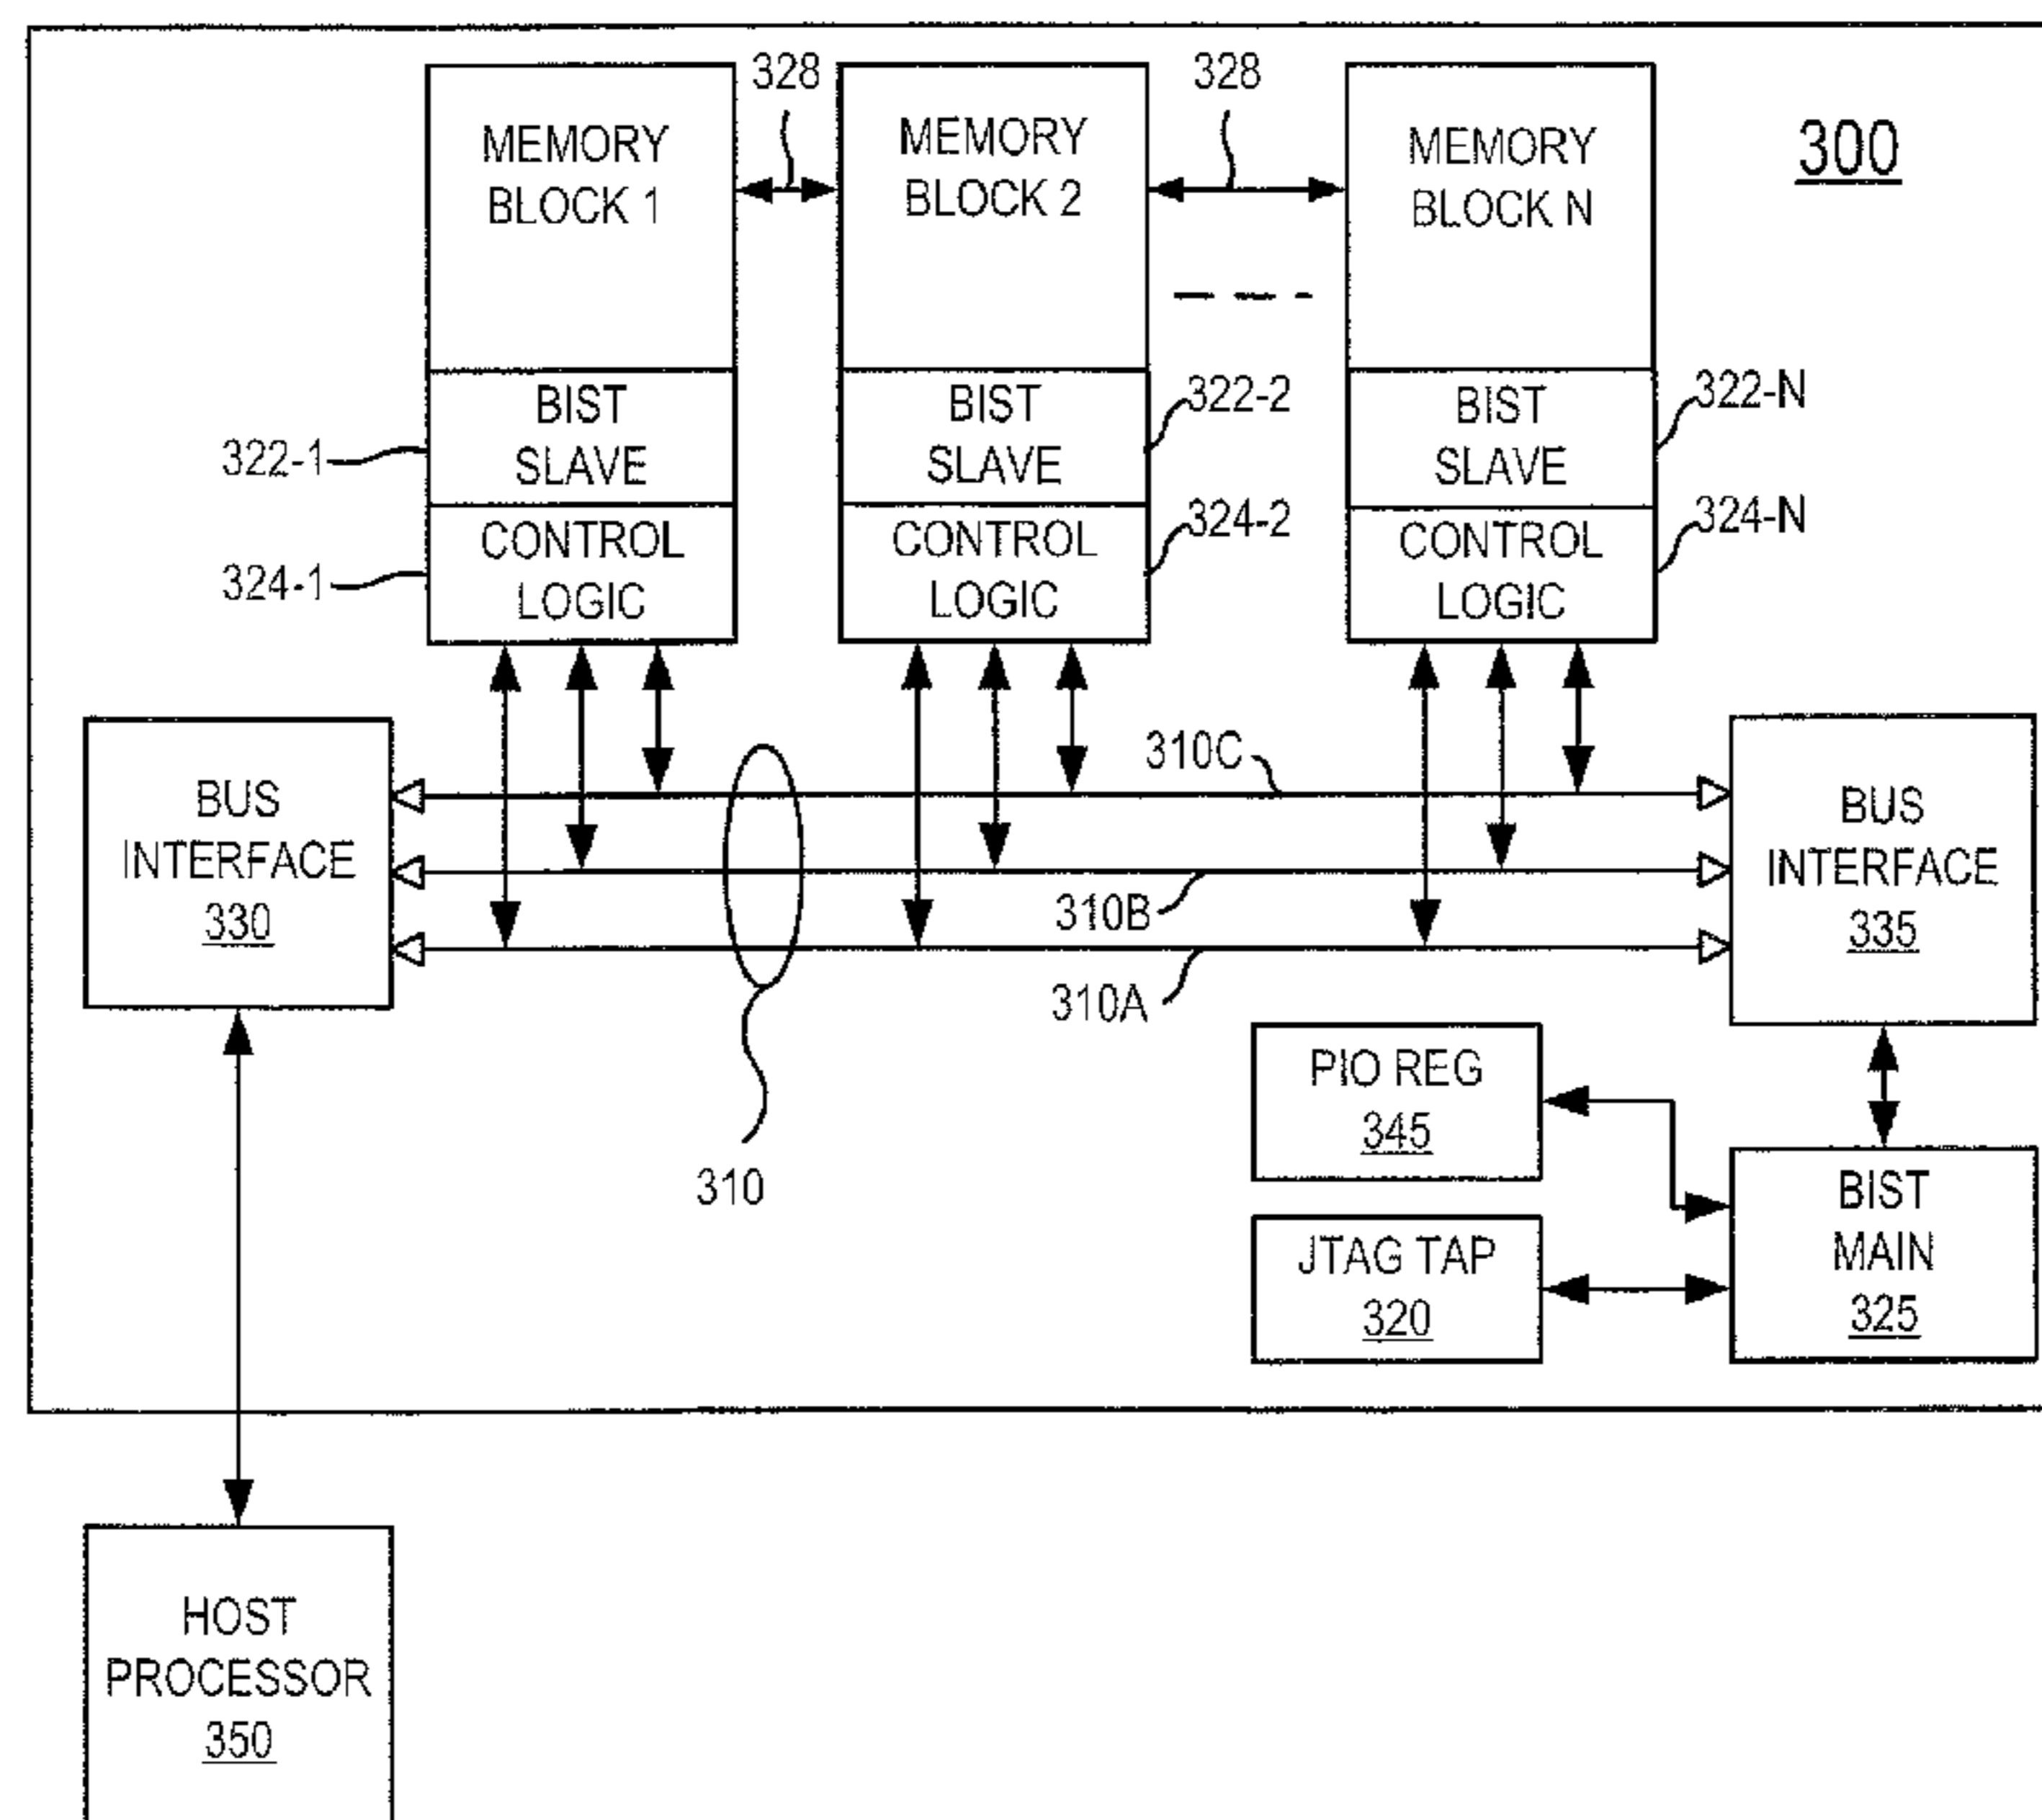 300
328
328
MEMORY
BLOCK 1
MEMORY
BLOCK 2
MEMORY
BLOCK N
BIST
SLAVE
BIST
SLAVE
BIST
SLAVE
322-1
322-2
322-N
CONTROL
LOGIC
CONTROL
LOGIC
CONTROL
LOGIC
324-1
324-2
324-N
BUS
INTERFACE
330
310C
310B
310A
310
BUS
INTERFACE
335
PIO REG
345
JTAG TAP
320
BIST
MAIN
325
HOST
PROCESSOR
350